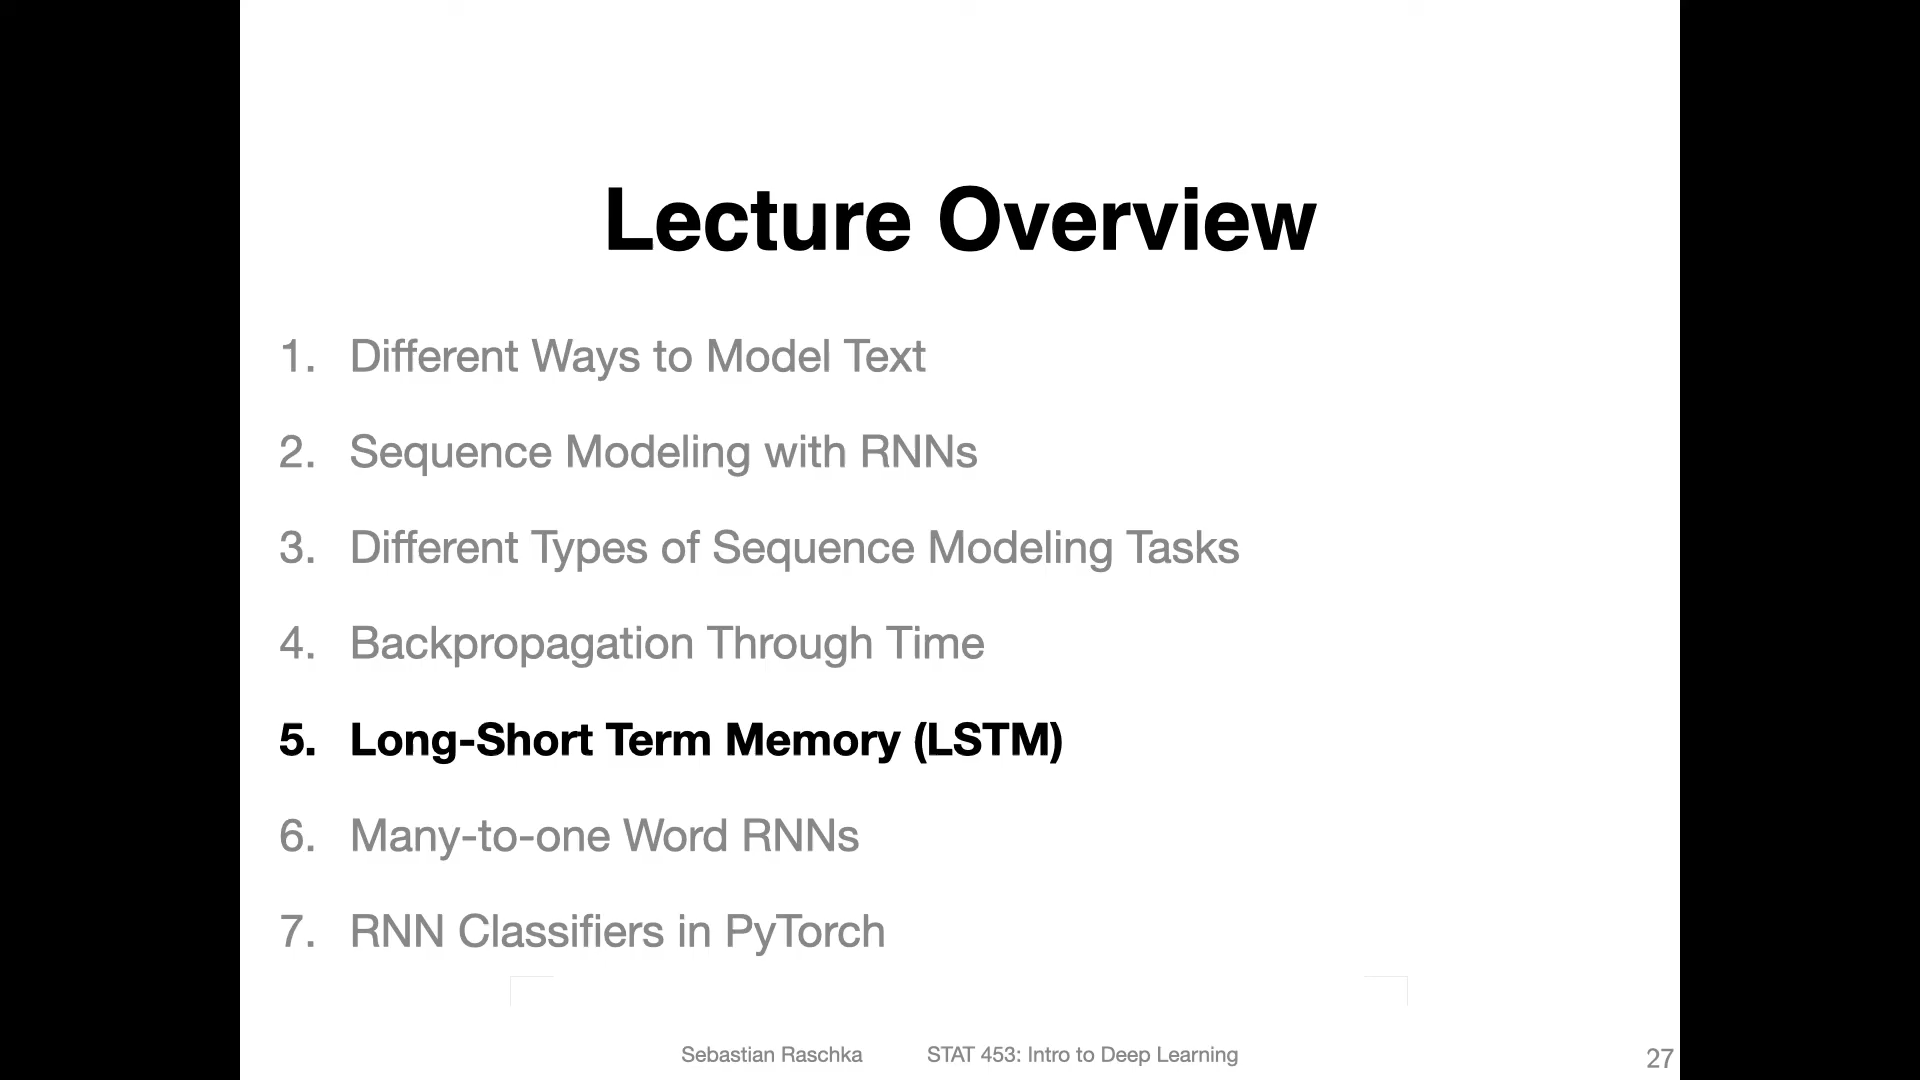 Lecture Overview
1. Different Ways to Model Text
2. Sequence Modeling with RNNs
3. Different Types of Sequence Modeling Tasks
4. Backpropagation Through Time
5. Long-Short Term Memory (LSTM)
6. Many-to-one Word RNNs
7. RNN Classifiers in PyTorch
Sebastian Raschka STAT 453: Intro to Deep Learning 27